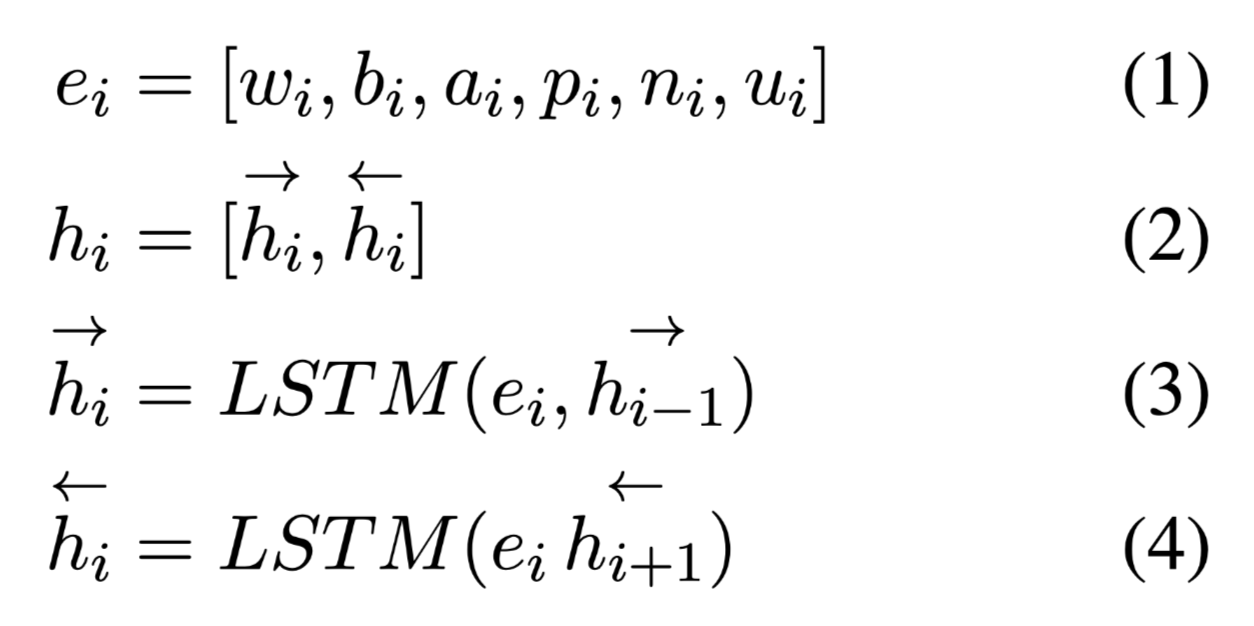 e_i = [w_i, b_i, a_i, p_i, n_i, u_i] (1)
h_i = [\overrightarrow{h_i}, \overleftarrow{h_i}] (2)
\overrightarrow{h_i} = LSTM(e_i, \overrightarrow{h_{i-1}}) (3)
\overleftarrow{h_i} = LSTM(e_i \overleftarrow{h_{i+1}}) (4)